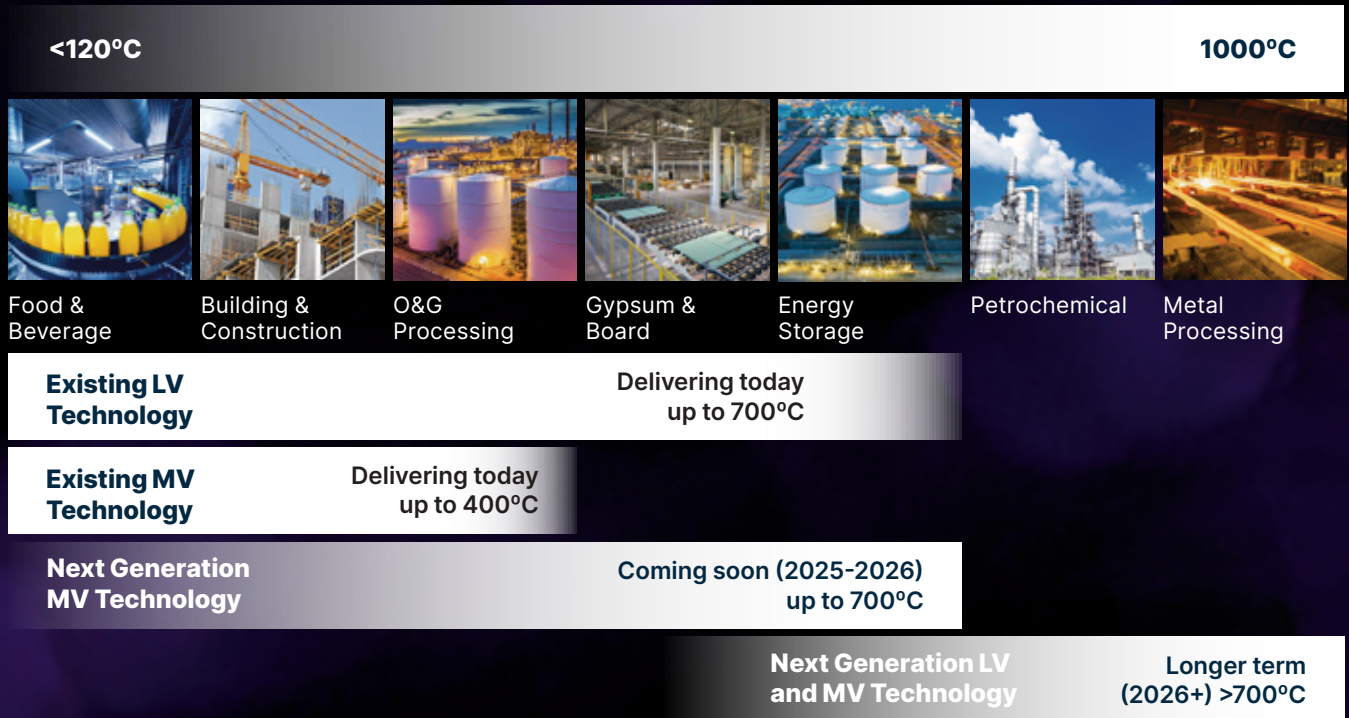 <120ºC
1000ºC
Food &
Beverage
Building &
Construction
O&G
Processing
Gypsum &
Board
Energy
Storage
Petrochemical
Metal
Processing
Existing LV
Technology
Delivering today
up to 700ºC
Existing MV
Technology
Delivering today
up to 400ºC
Next Generation
MV Technology
Coming soon (2025-2026)
up to 700ºC
Next Generation LV
and MV Technology
Longer term
(2026+) >700ºC